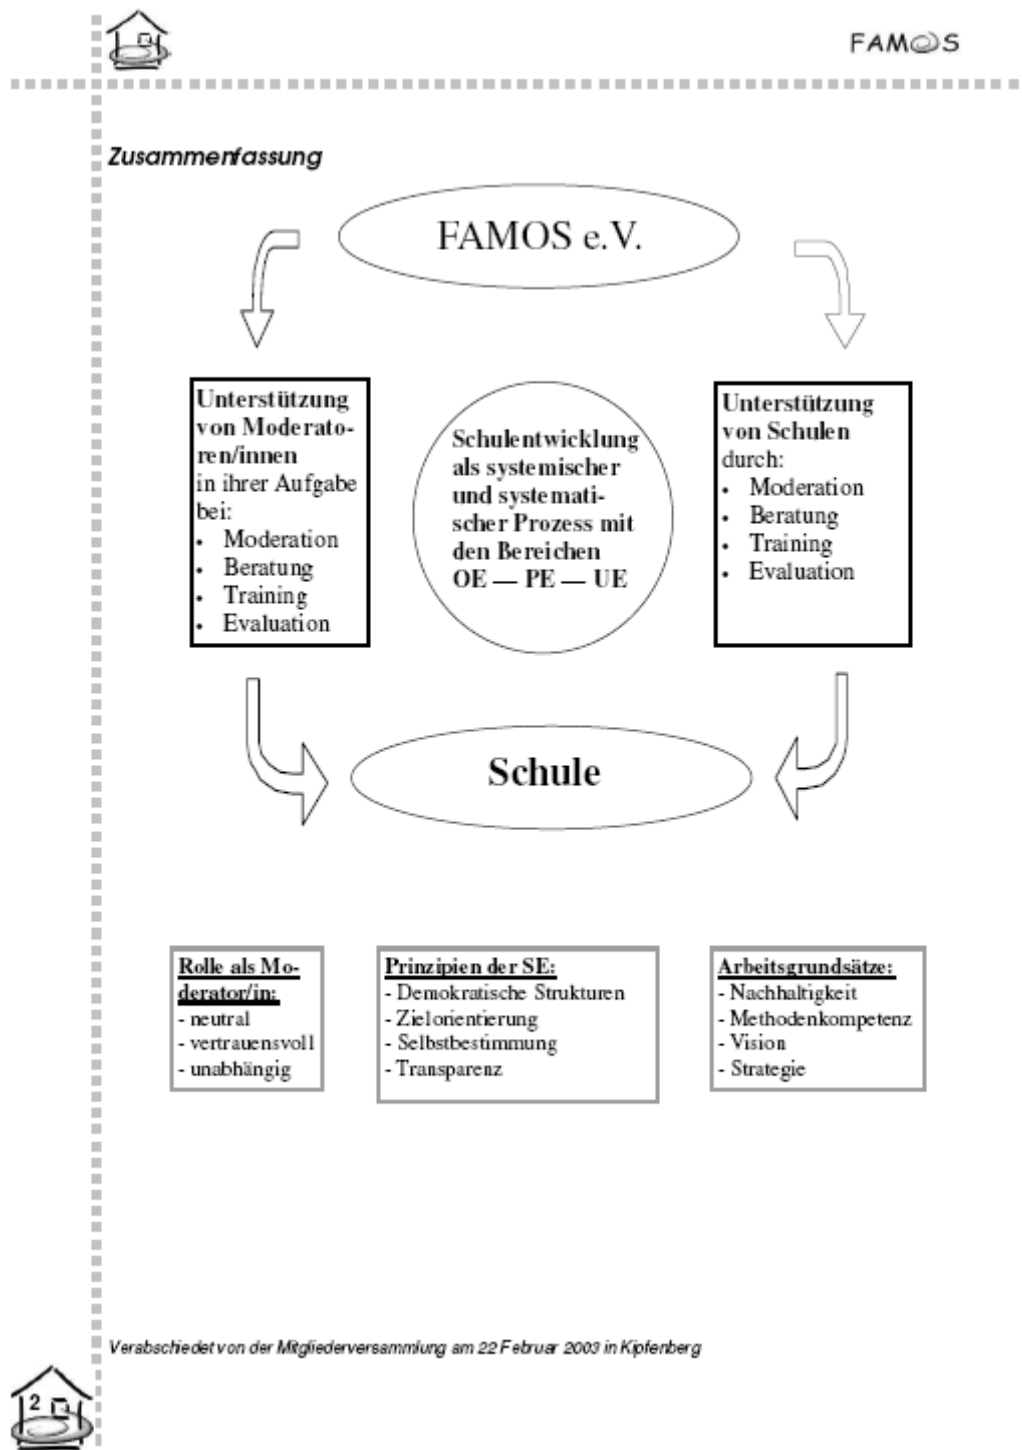 FAMOS
Zusammenfassung
FAMOS e.V.
Unterstützung
von Moderato-
ren/innen
in ihrer Aufgabe
bei:
• Moderation
• Beratung
• Training
• Evaluation
Schulentwicklung
als systemischer
und systemati-
scher Prozess mit
den Bereichen
OE — PE — UE
Unterstützung
von Schulen
durch:
• Moderation
• Beratung
• Training
• Evaluation
Schule
Rolle als Mo-
derator/in:
- neutral
- vertrauensvoll
- unabhängig
Prinzipien der SE:
- Demokratische Strukturen
- Zielorientierung
- Selbstbestimmung
- Transparenz
Arbeitsgrundsätze:
- Nachhaltigkeit
- Methodenkompetenz
- Vision
- Strategie
Verabschiedet von der Mitgliederversammlung am 22 Februar 2003 in Kipfenberg
2